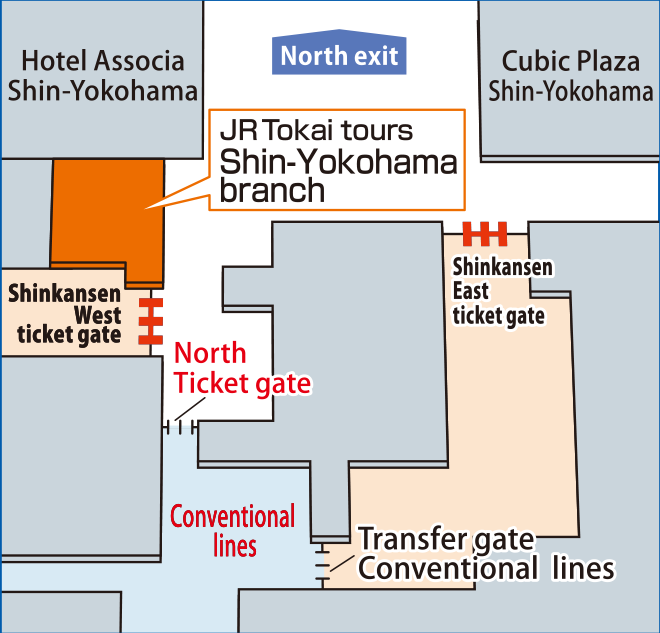 Hotel Associa
Shin-Yokohama
North exit
Cubic Plaza
Shin-Yokohama
JR Tokai tours
Shin-Yokohama
branch
Shinkansen
West
ticket gate
Shinkansen
East
ticket gate
North
Ticket gate
Conventional
lines
Transfer gate
Conventional lines